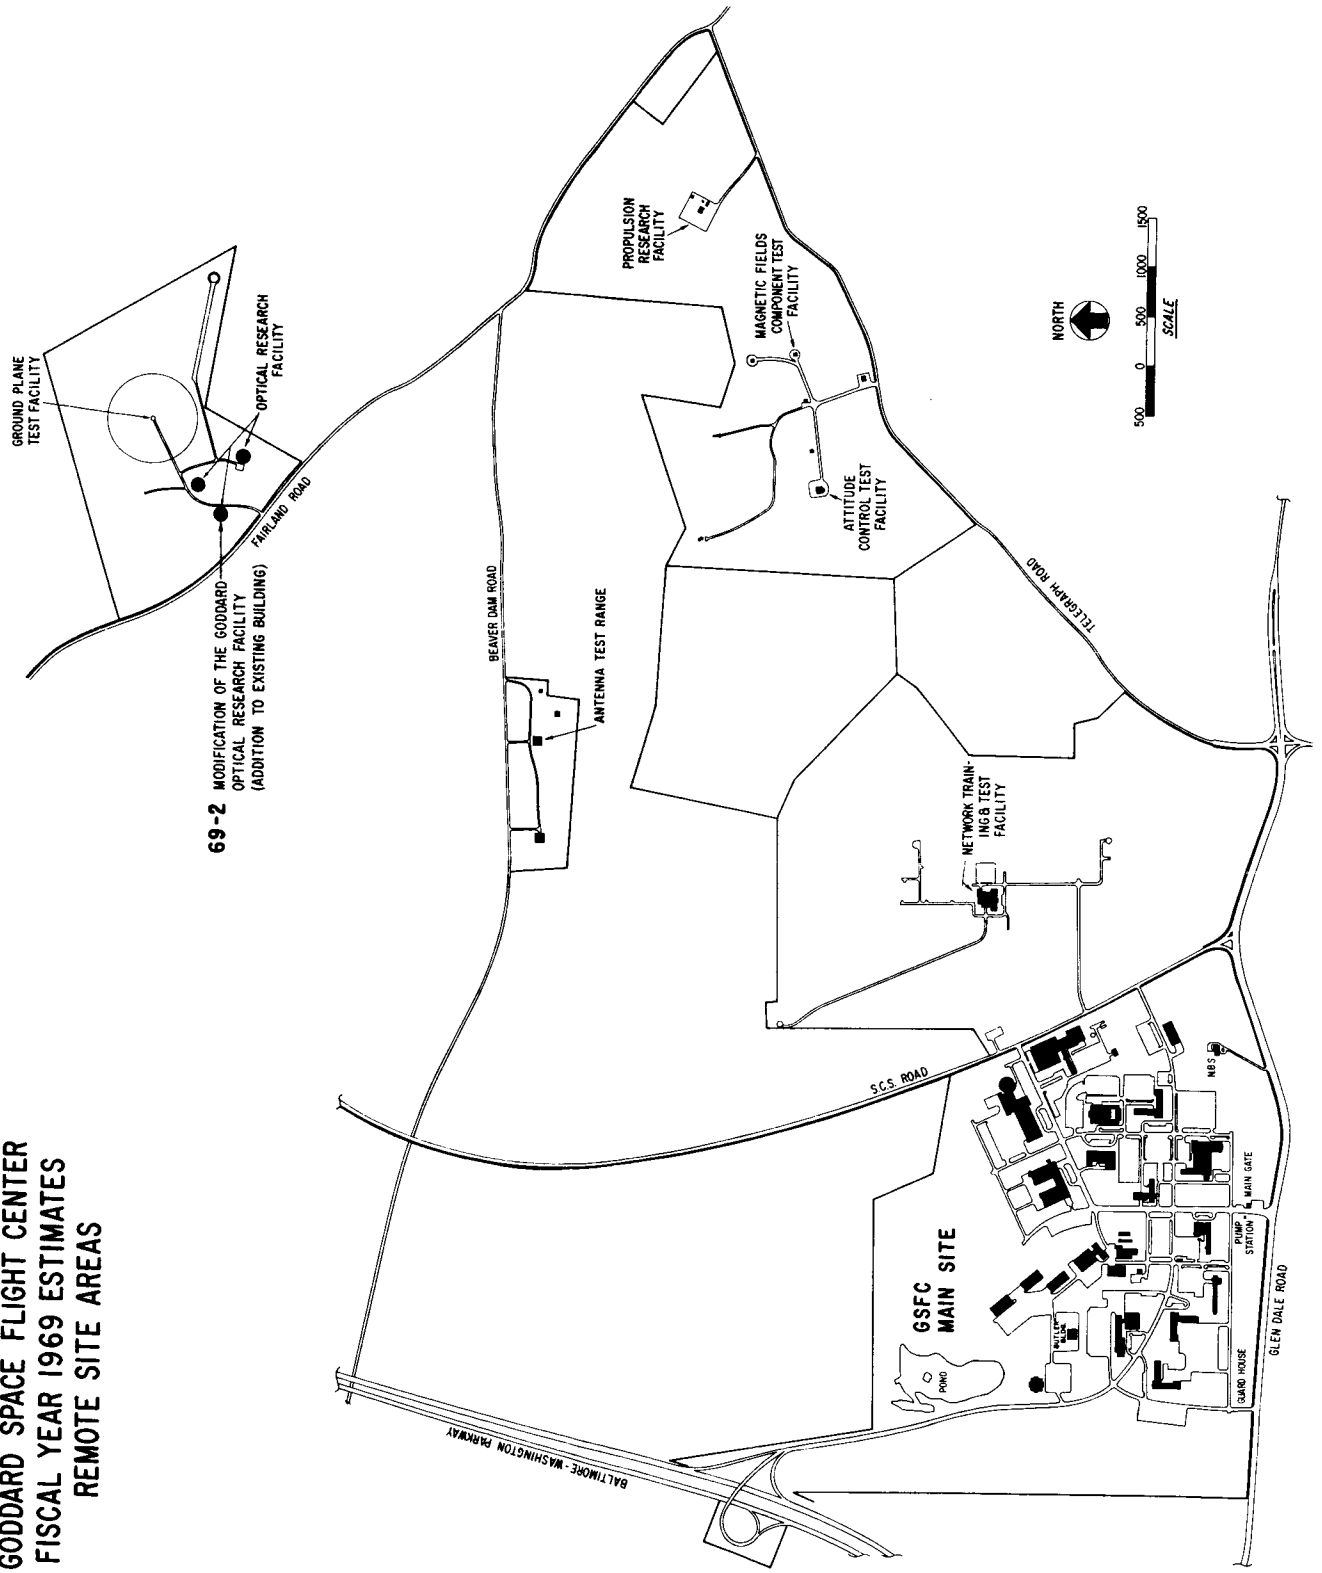 GODDARD SPACE FLIGHT CENTER
FISCAL YEAR 1969 ESTIMATES
REMOTE SITE AREAS
GROUND PLANE
TEST FACILITY
OPTICAL RESEARCH
FACILITY
FAIRLAND ROAD
69-2 MODIFICATION OF THE GODDARD
OPTICAL RESEARCH FACILITY
(ADDITION TO EXISTING BUILDING)
BEAVER DAM ROAD
ANTENNA TEST RANGE
PROPULSION
RESEARCH
FACILITY
MAGNETIC FIELDS
COMPONENT TEST
FACILITY
ATTITUDE
CONTROL TEST
FACILITY
TELEGRAPH ROAD
NETWORK TRAIN-
ING & TEST
FACILITY
S.C.S. ROAD
BALTIMORE-WASHINGTON PARKWAY
GSFC
MAIN SITE
POND
BUTLER
BLDG.
NBS
MAIN GATE
PUMP
STATION
GUARD HOUSE
GLEN DALE ROAD
NORTH
500 0 500 1000 1500
SCALE